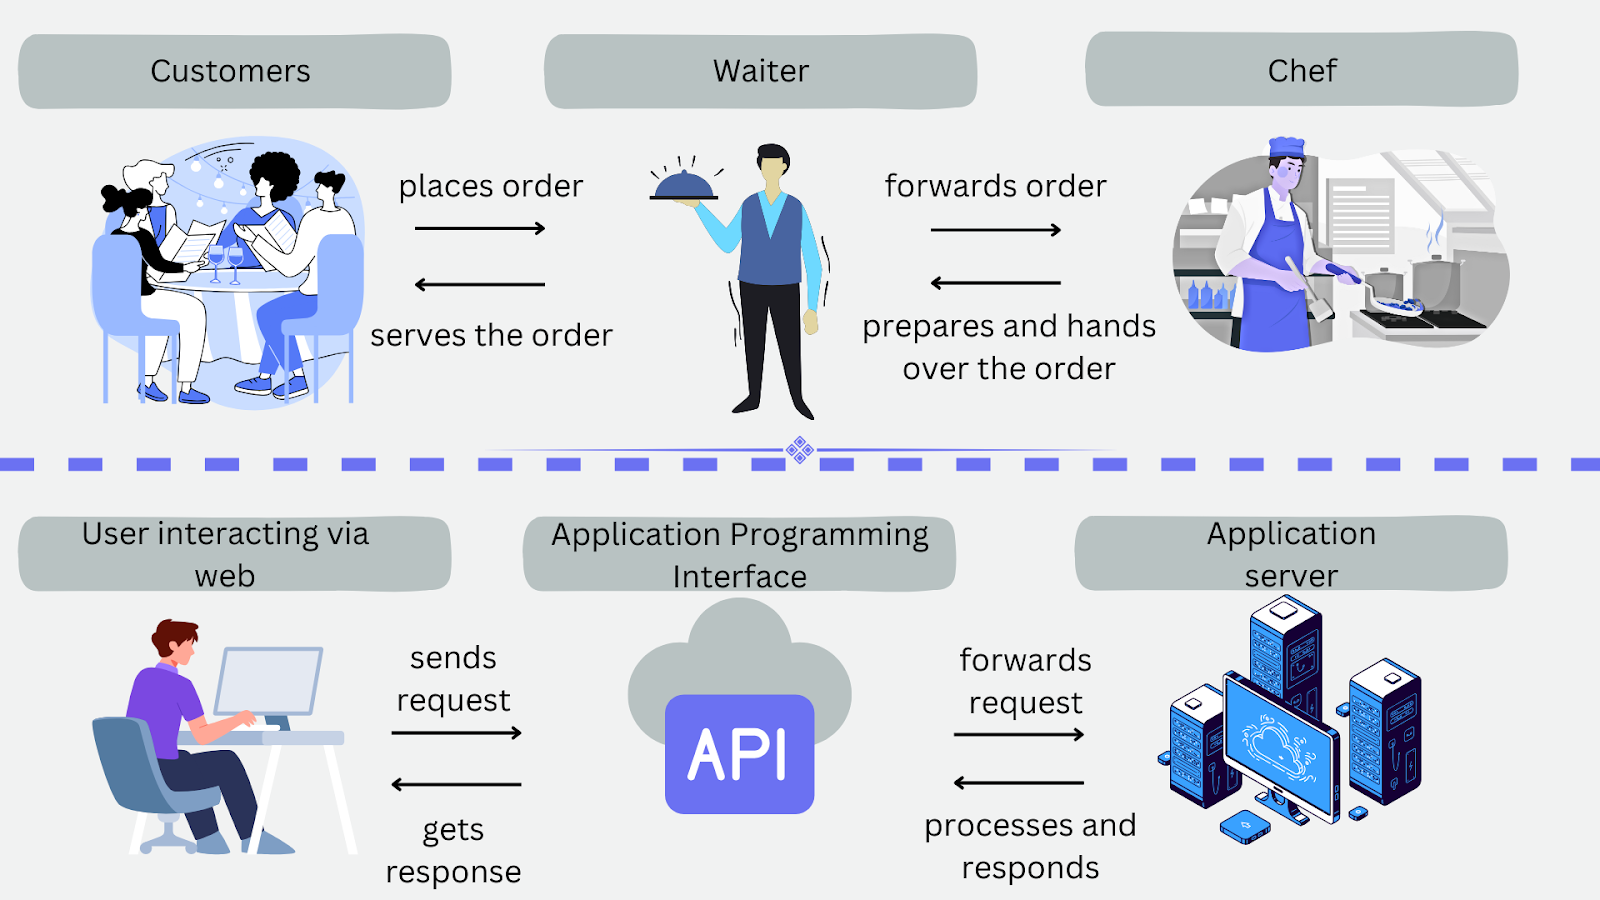 Customers
Waiter
Chef
places order
forwards order
serves the order
prepares and hands
over the order
User interacting via
web
Application Programming
Interface
Application
server
sends
request
forwards
request
API
gets
response
processes and
responds